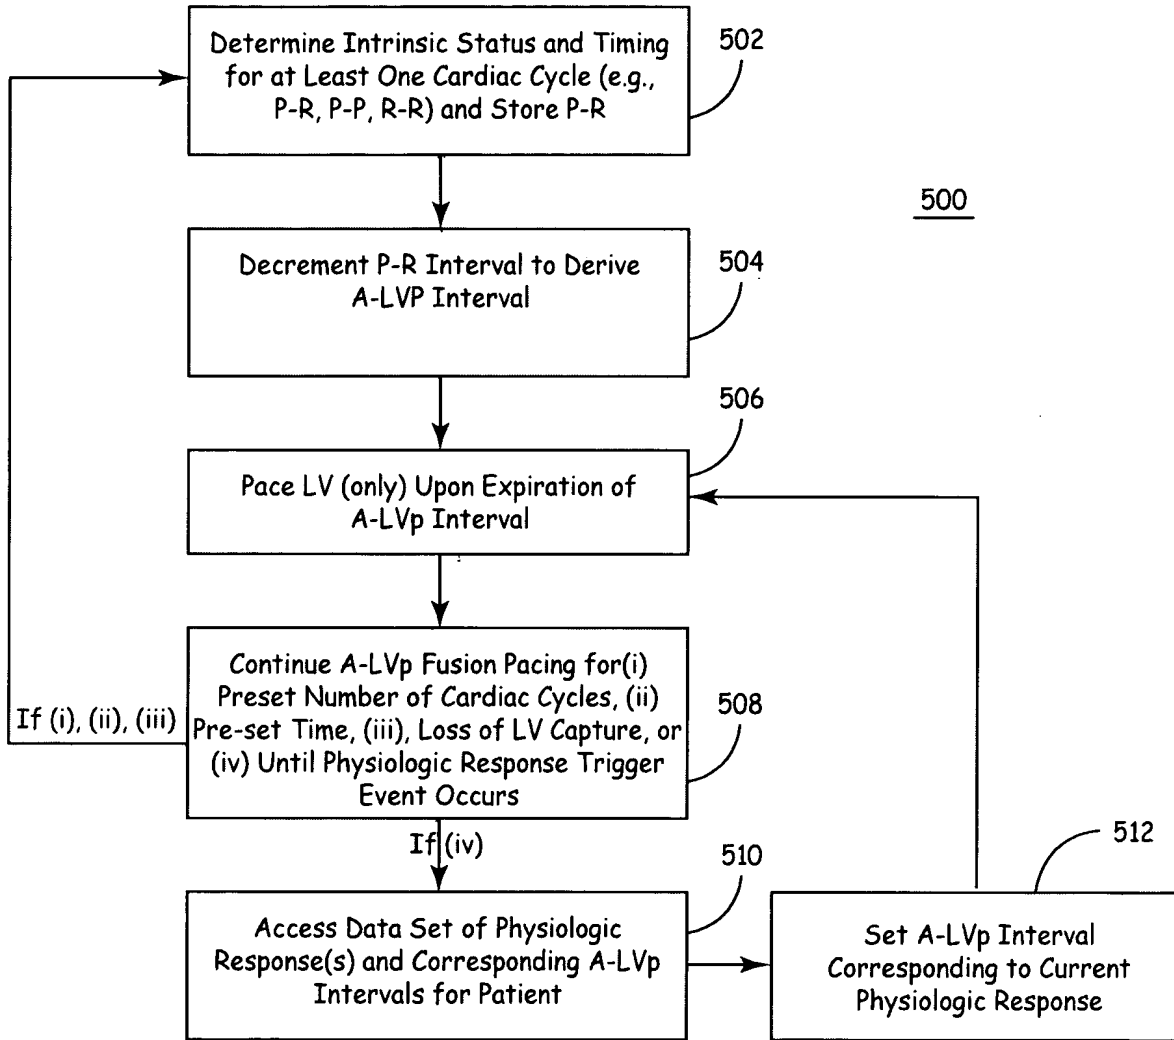 Determine Intrinsic Status and Timing
for at Least One Cardiac Cycle (e.g.,
P-R, P-P, R-R) and Store P-R
502
500
Decrement P-R Interval to Derive
A-LVP Interval
504
506
Pace LV (only) Upon Expiration of
A-LVp Interval
Continue A-LVp Fusion Pacing for(i)
Preset Number of Cardiac Cycles, (ii)
Pre-set Time, (iii), Loss of LV Capture, or
(iv) Until Physiologic Response Trigger
Event Occurs
508
If (i), (ii), (iii)
If (iv)
510
512
Access Data Set of Physiologic
Response(s) and Corresponding A-LVp
Intervals for Patient
Set A-LVp Interval
Corresponding to Current
Physiologic Response